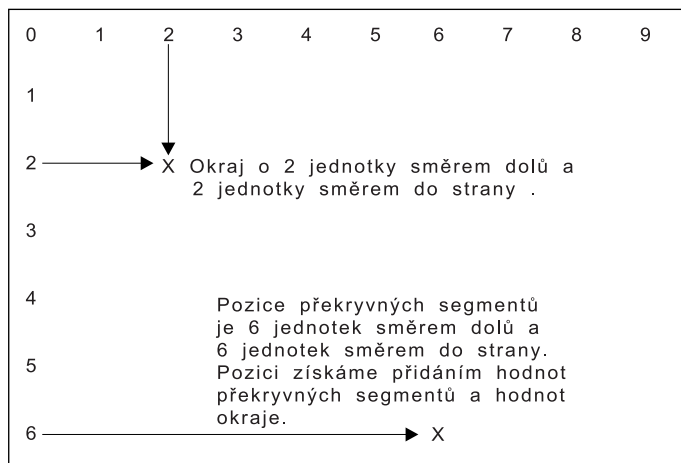 0 1 2 3 4 5 6 7 8 9
1
2 X Okraj o 2 jednotky směrem dolů a
2 jednotky směrem do strany .
3
4
Pozice překryvných segmentů
je 6 jednotek směrem dolů a
6 jednotek směrem do strany.
5
Pozici získáme přidáním hodnot
překryvných segmentů a hodnot
okraje.
6 X